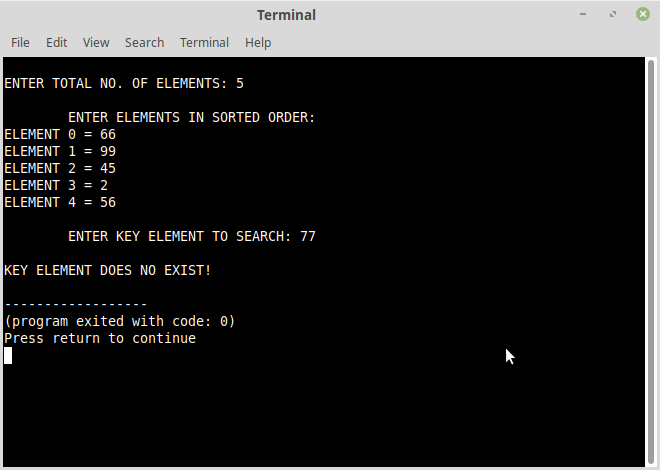 Terminal
File Edit View Search Terminal Help
ENTER TOTAL NO. OF ELEMENTS: 5
ENTER ELEMENTS IN SORTED ORDER:
ELEMENT 0 = 66
ELEMENT 1 = 99
ELEMENT 2 = 45
ELEMENT 3 = 2
ELEMENT 4 = 56
ENTER KEY ELEMENT TO SEARCH: 77
KEY ELEMENT DOES NO EXIST!
------------------
(program exited with code: 0)
Press return to continue